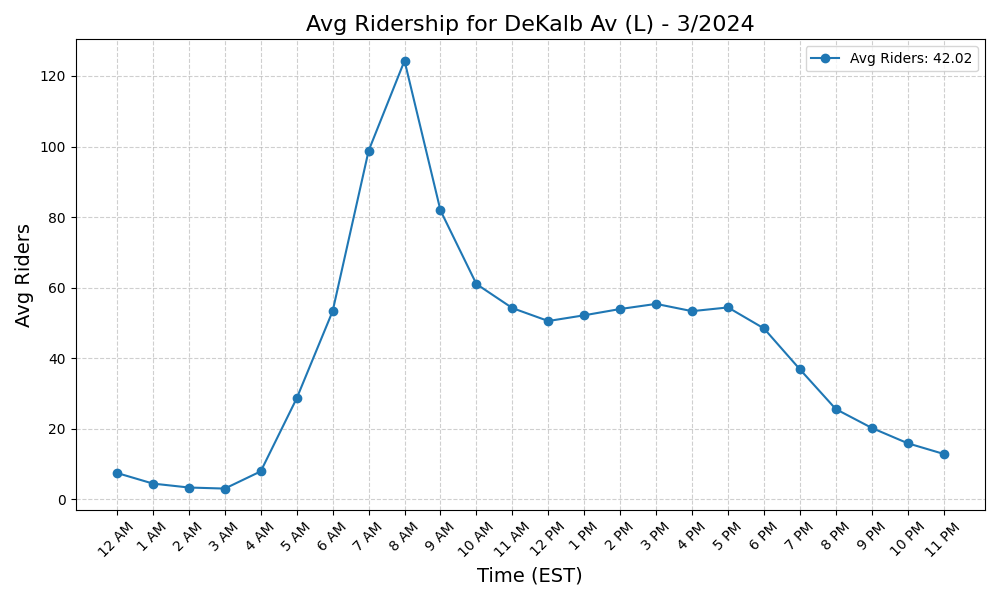 Avg Ridership for DeKalb Av (L) - 3/2024
Avg Riders: 42.02
Avg Riders
120
100
80
60
40
20
0
12 AM
1 AM
2 AM
3 AM
4 AM
5 AM
6 AM
7 AM
8 AM
9 AM
10 AM
11 AM
12 PM
1 PM
2 PM
3 PM
4 PM
5 PM
6 PM
7 PM
8 PM
9 PM
10 PM
11 PM
Time (EST)